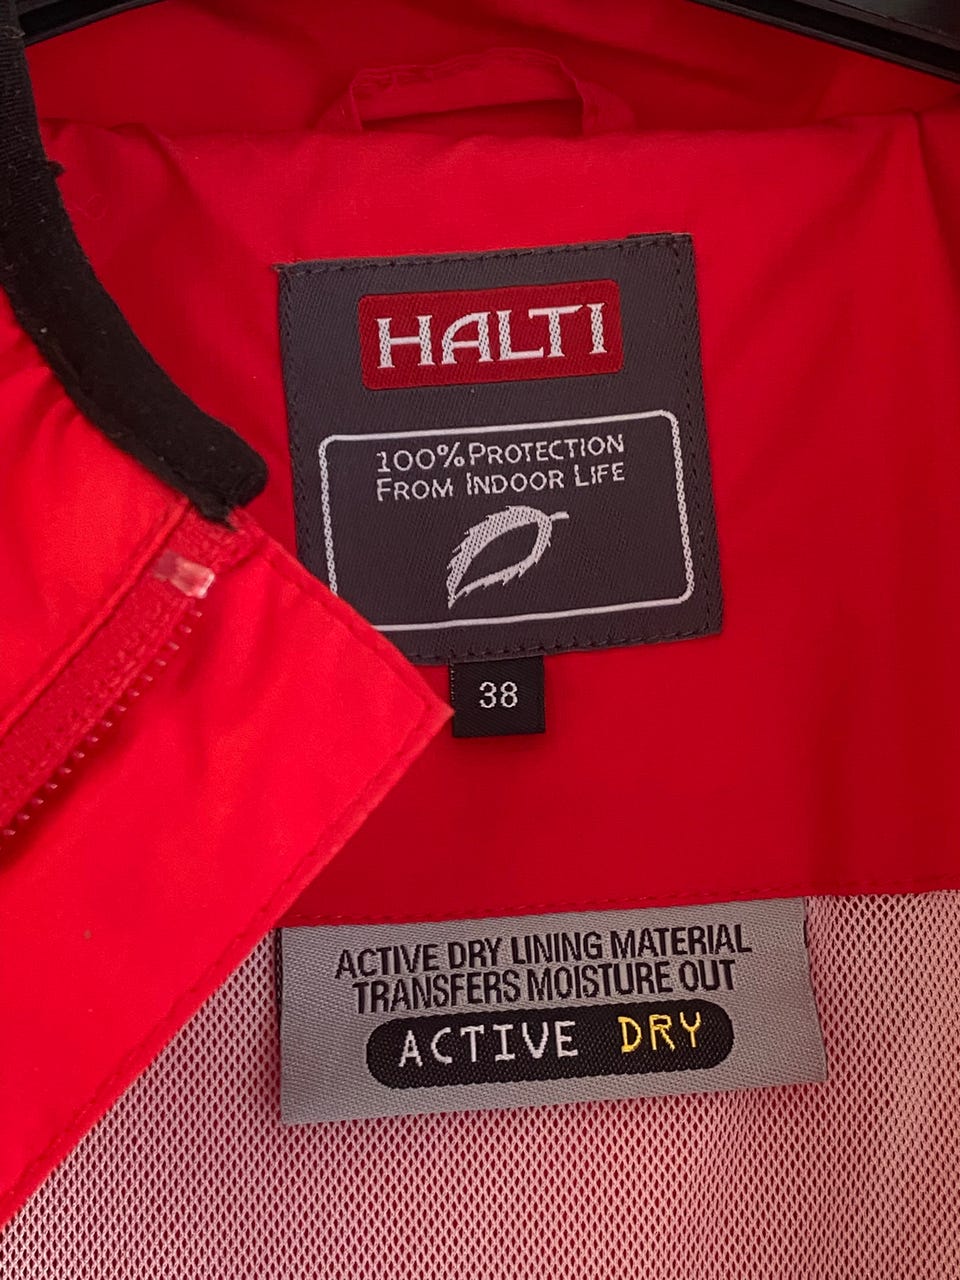 HALTI
100% PROTECTION
FROM INDOOR LIFE
38
ACTIVE DRY LINING MATERIAL
TRANSFERS MOISTURE OUT
ACTIVE DRY